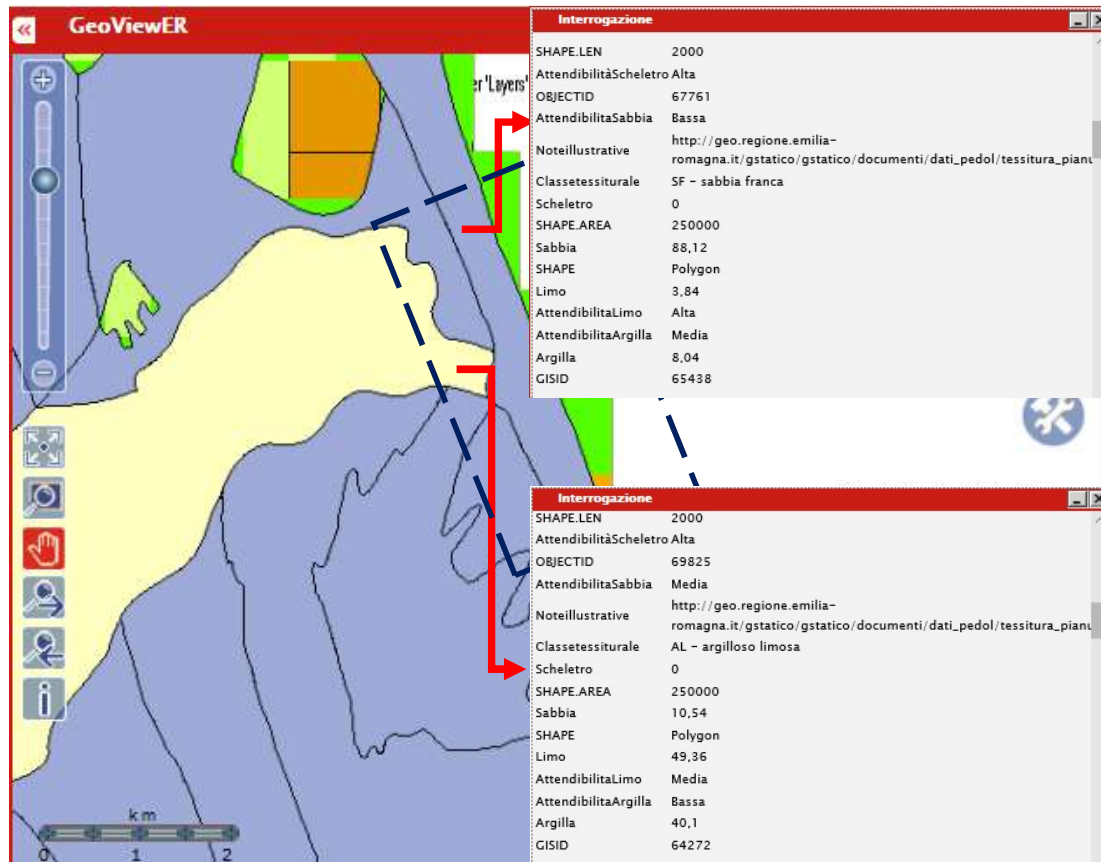 GeoViewER
er 'Layers'
Interrogazione
SHAPE.LEN 2000
AttendibilitàScheletro Alta
OBJECTID 67761
AttendibilitaSabbia Bassa
Noteillustrative http://geo.regione.emilia-
romagna.it/gstatico/gstatico/documenti/dati_pedol/tessitura_pianu
Classetessiturale SF - sabbia franca
Scheletro 0
SHAPE.AREA 250000
Sabbia 88,12
SHAPE Polygon
Limo 3,84
AttendibilitaLimo Alta
AttendibilitaArgilla Media
Argilla 8,04
GISID 65438
Interrogazione
SHAPE.LEN 2000
AttendibilitàScheletro Alta
OBJECTID 69825
AttendibilitaSabbia Media
Noteillustrative http://geo.regione.emilia-
romagna.it/gstatico/gstatico/documenti/dati_pedol/tessitura_pianu
Classetessiturale AL - argilloso limosa
Scheletro 0
SHAPE.AREA 250000
Sabbia 10,54
SHAPE Polygon
Limo 49,36
AttendibilitaLimo Media
AttendibilitaArgilla Bassa
Argilla 40,1
GISID 64272
km
0 1 2